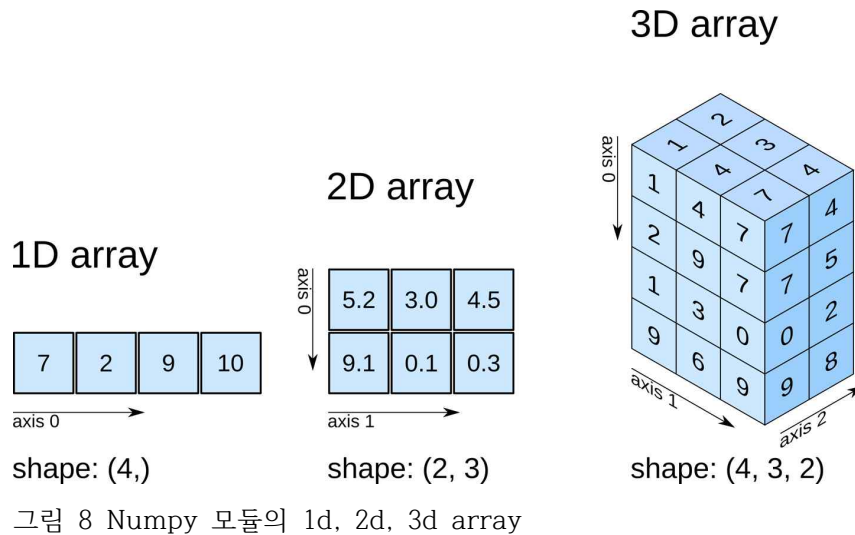 3D array
2D array
1D array
axis 0
1 2
4 3
7 4
1 4 7
2 9 7
1 3 0
9 6 9
7 4
7 5
0 2
9 8
axis 1
axis 2
axis 0
5.2 3.0 4.5
9.1 0.1 0.3
axis 1
7 2 9 10
axis 0
shape: (4,)
shape: (2, 3)
shape: (4, 3, 2)
그림 8 Numpy 모듈의 1d, 2d, 3d array